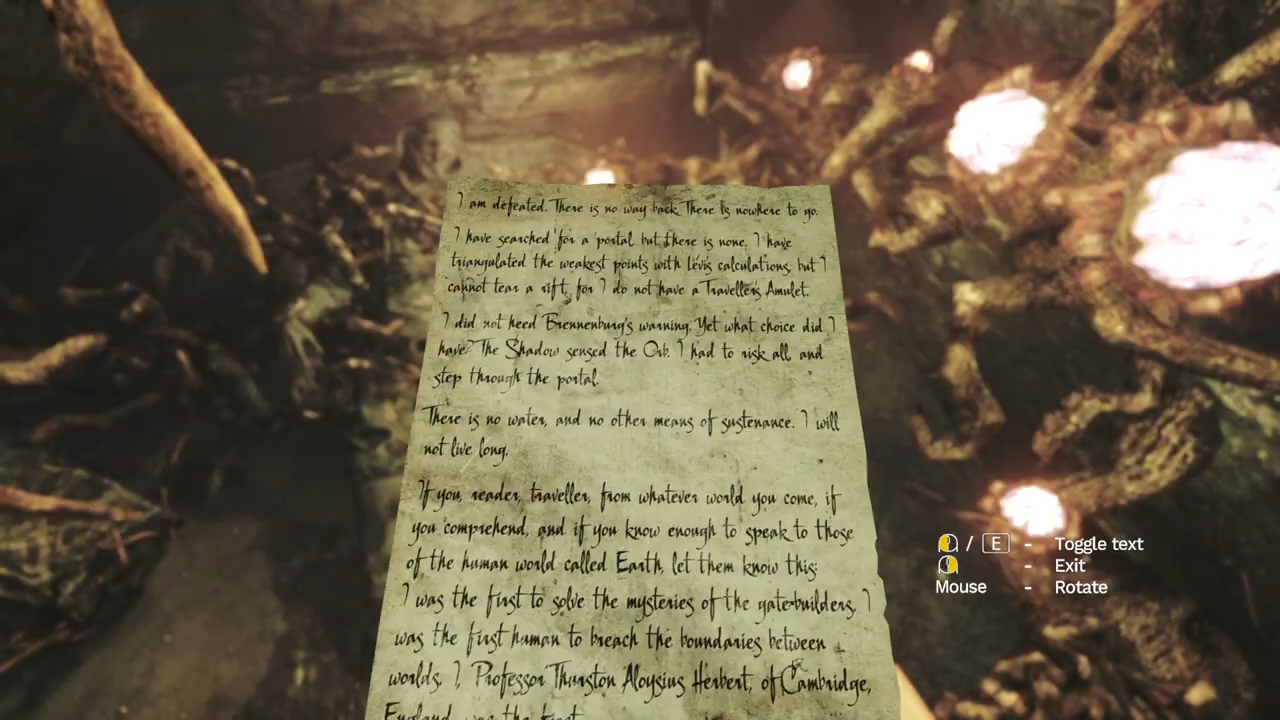 I am defeated. There is no way back. There is nowhere to go.
I have searched for a portal but there is none. I have
triangulated the weakest points with Lévis calculations, but I
cannot tear a rift, for I do not have a Travellers Amulet.
I did not heed Brennenburg's warning. Yet what choice did I
have? The Shadow sensed the Orb. I had to risk all and
step through the portal.
There is no water, and no other means of sustenance. I will
not live long.
If you, reader, traveller, from whatever world you come, if
you comprehend, and if you know enough to speak to those
of the human world called Earth, let them know this:
I was the first to solve the mysteries of the gate-builders, I
was the first human to breach the boundaries between
worlds. I, Professor Thurston Aloysius Herbert, of Cambridge,
England, was the first.
/ E - Toggle text
- Exit
Mouse - Rotate